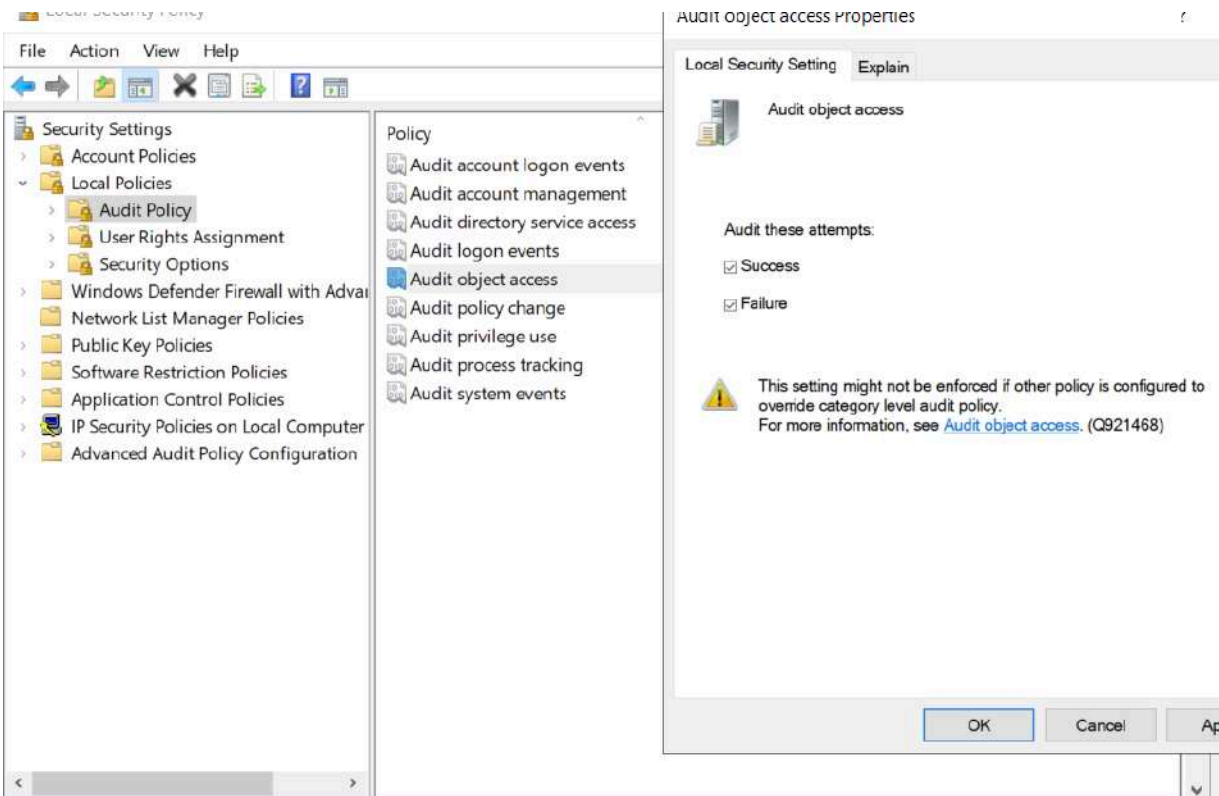 Local Security Policy
File Action View Help
Security Settings
Account Policies
Local Policies
Audit Policy
User Rights Assignment
Security Options
Windows Defender Firewall with Advar
Network List Manager Policies
Public Key Policies
Software Restriction Policies
Application Control Policies
IP Security Policies on Local Computer
Advanced Audit Policy Configuration
Policy
Audit account logon events
Audit account management
Audit directory service access
Audit logon events
Audit object access
Audit policy change
Audit privilege use
Audit process tracking
Audit system events
Audit object access Properties ?
Local Security Setting Explain
Audit object access
Audit these attempts:
Success
Failure
This setting might not be enforced if other policy is configured to
override category level audit policy.
For more information, see Audit object access. (Q921468)
OK Cancel Ap